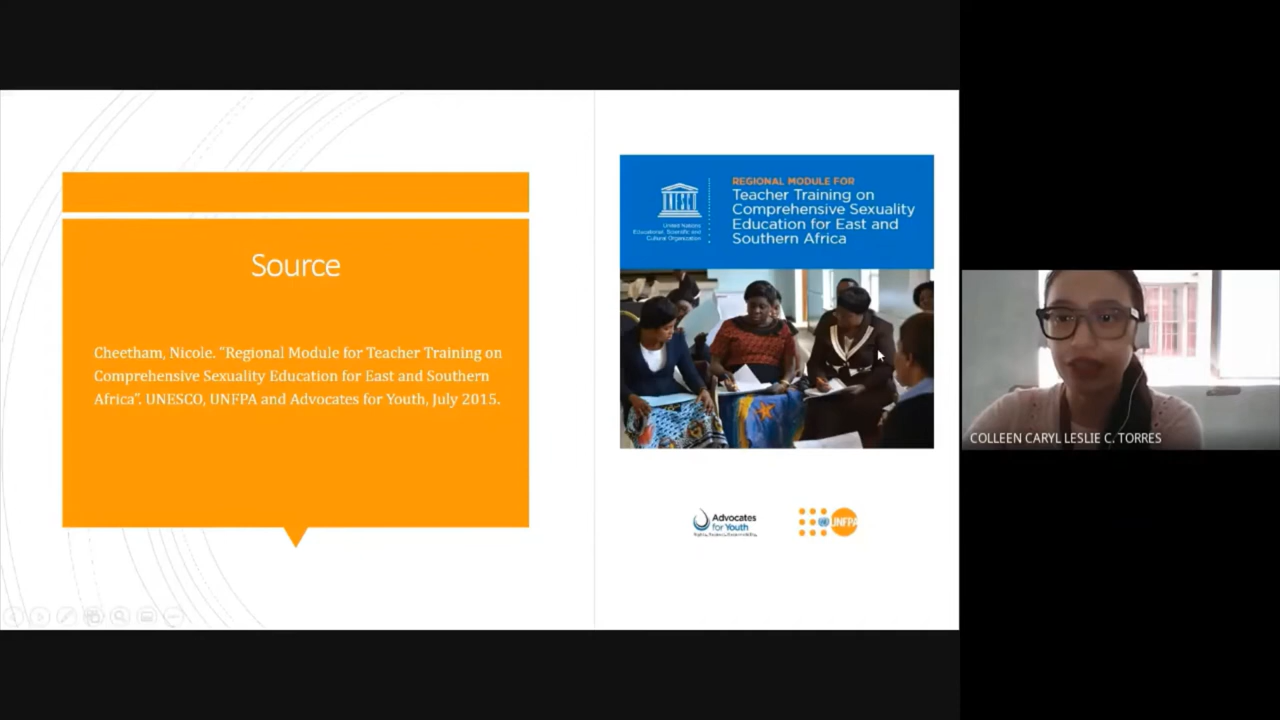 Source
Cheetham, Nicole. “Regional Module for Teacher Training on
Comprehensive Sexuality Education for East and Southern
Africa”. UNESCO, UNFPA and Advocates for Youth, July 2015.
UNESCO
United Nations
Educational, Scientific and
Cultural Organization
REGIONAL MODULE FOR
Teacher Training on
Comprehensive Sexuality
Education for East and
Southern Africa
Advocates
for Youth
UNFPA
COLLEEN CARYL LESLIE C. TORRES